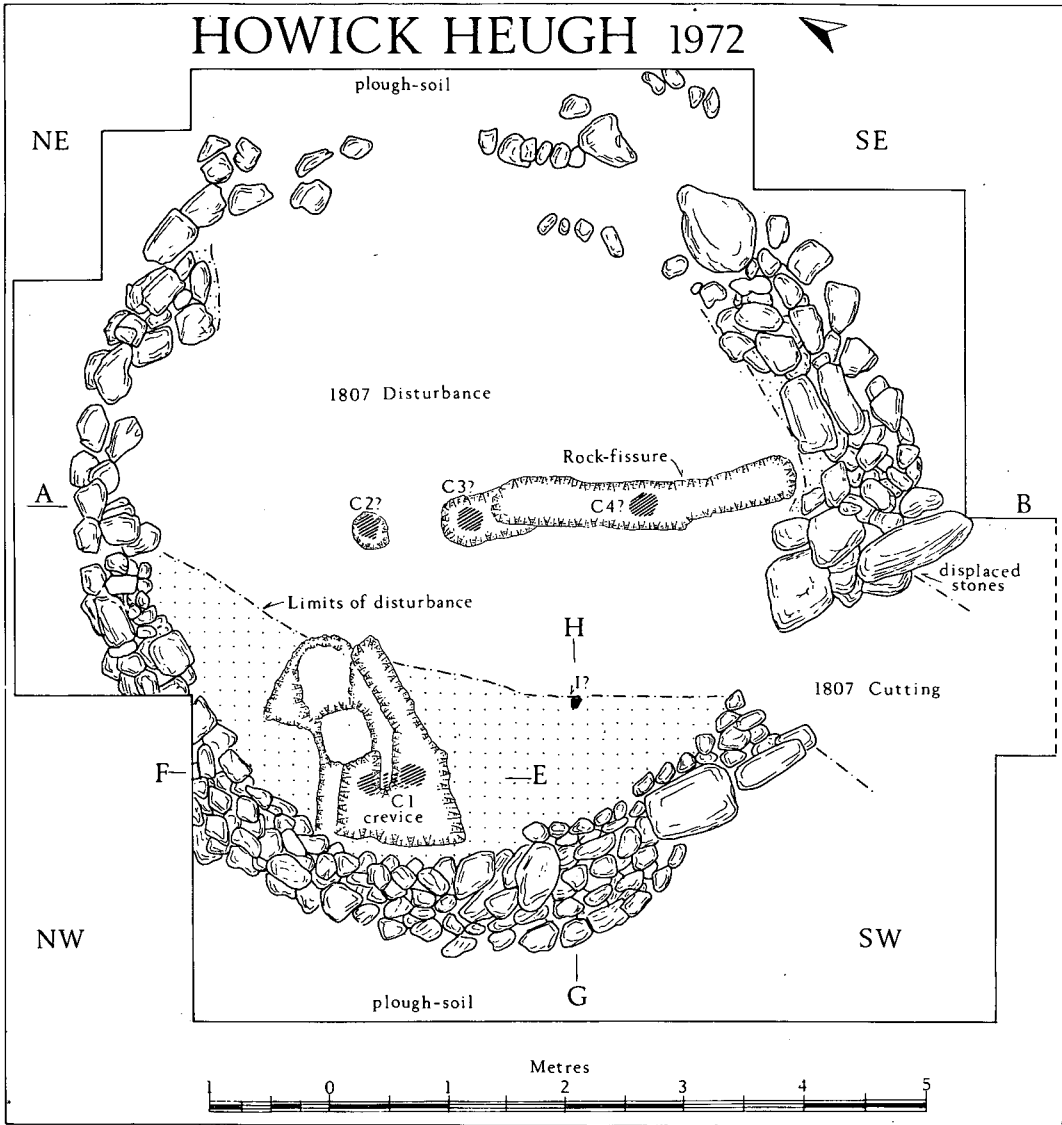 HOWICK HEUGH 1972
plough-soil
NE
SE
1807 Disturbance
Rock-fissure
A
C2?
C3?
C4?
B
displaced
stones
Limits of disturbance
H
I?
1807 Cutting
F
E
C1
crevice
NW
SW
G
plough-soil
Metres
1 0 1 2 3 4 5